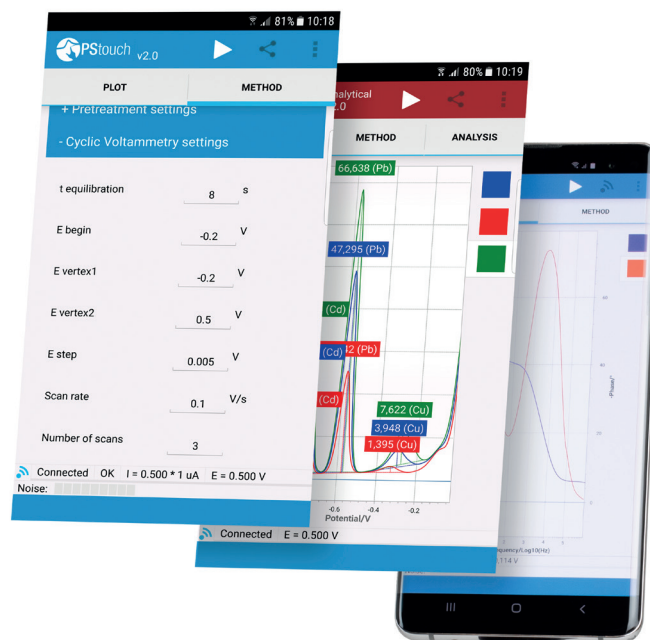 81% 10:18
PStouch v2.0
PLOT METHOD
+ Pretreatment settings
- Cyclic Voltammetry settings
t equilibration 8 s
E begin -0.2 V
E vertex1 -0.2 V
E vertex2 0.5 V
E step 0.005 V
Scan rate 0.1 V/s
Number of scans 3
Connected OK I = 0.500 * 1 uA E = 0.500 V
Noise:
80% 10:19
nalytical
METHOD ANALYSIS
66,638 (Pb)
47,295 (Pb)
(Cd)
(Cd) (Pb)
(Cd)
7,622 (Cu)
3,948 (Cu)
1,395 (Cu)
-0.6 -0.4 -0.2
Potential/V
Connected E = 0.500 V
METHOD
-Phase/°